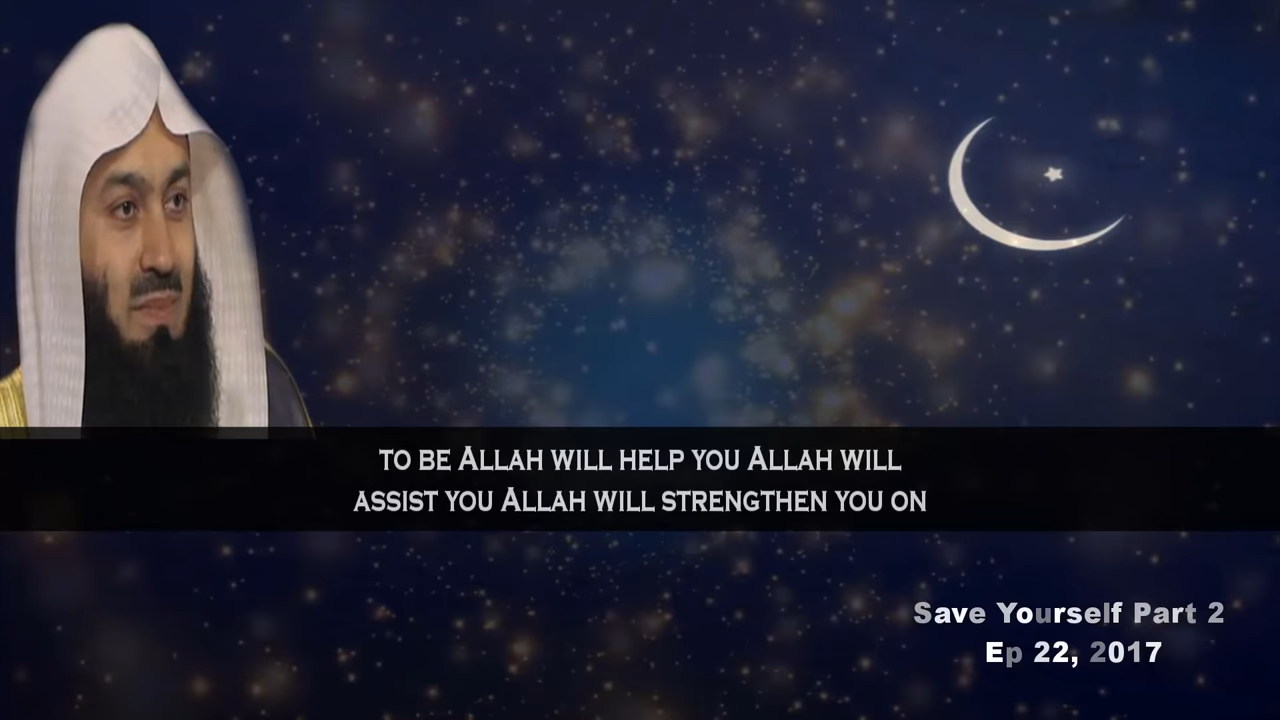 TO BE ALLAH WILL HELP YOU ALLAH WILL
ASSIST YOU ALLAH WILL STRENGTHEN YOU ON
Save Yourself Part 2
Ep 22, 2017